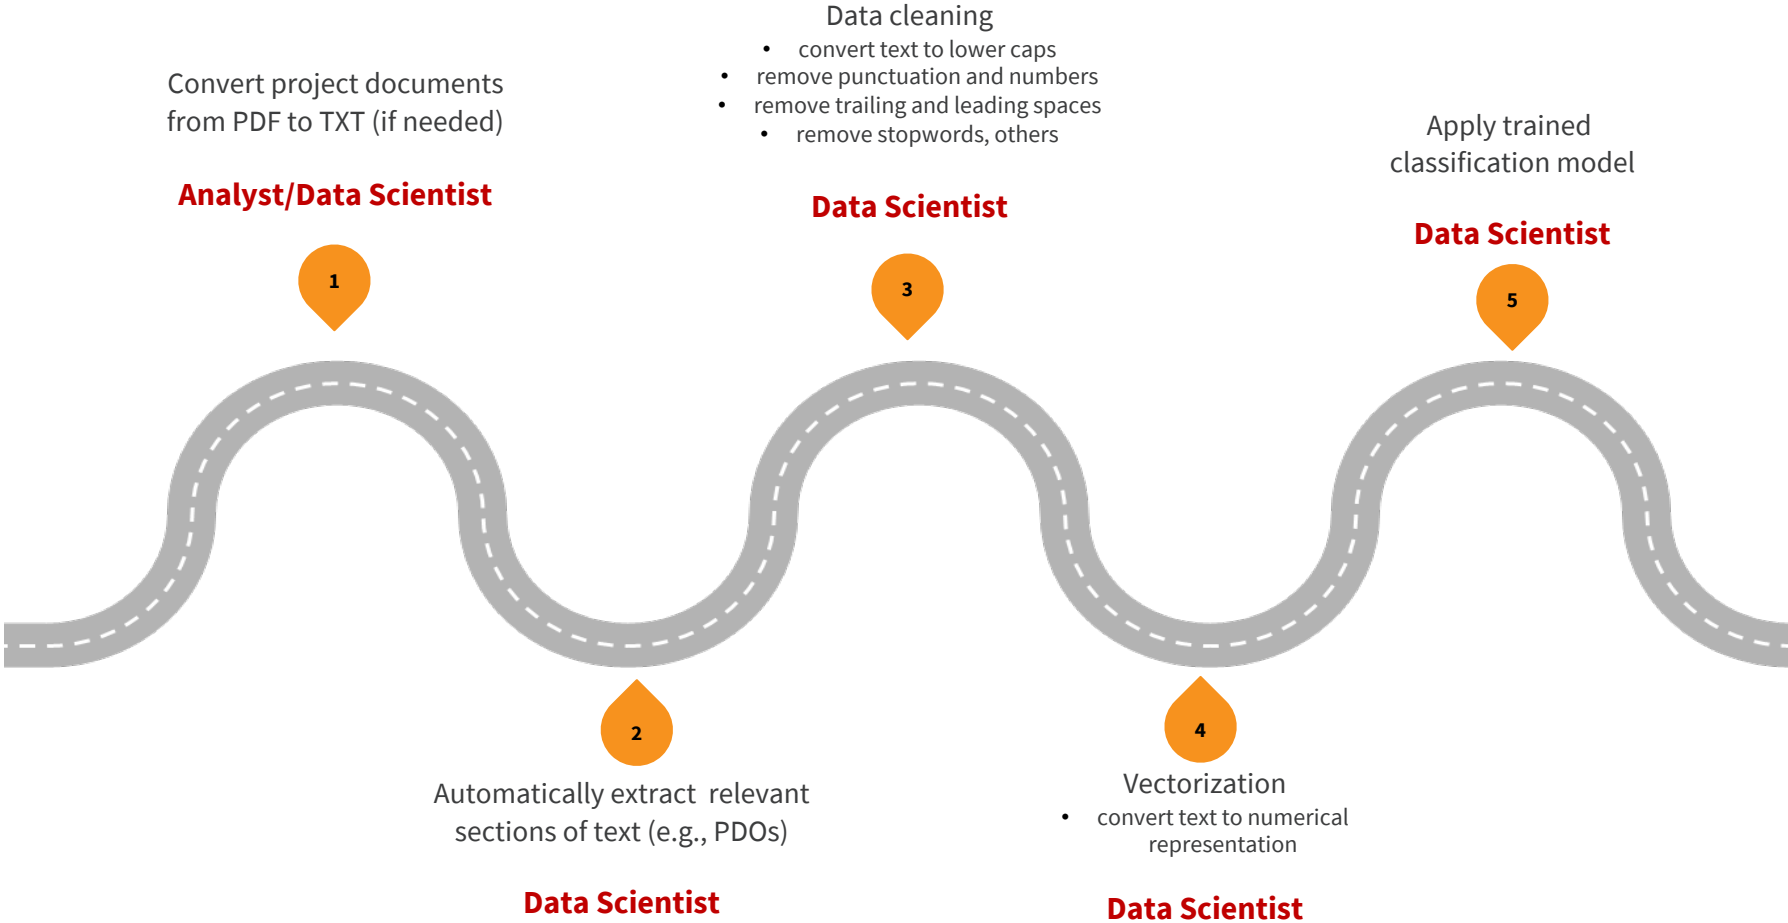 Convert project documents
from PDF to TXT (if needed)
Analyst/Data Scientist
1
Automatically extract relevant
sections of text (e.g., PDOs)
Data Scientist
2
Data cleaning
• convert text to lower caps
• remove punctuation and numbers
• remove trailing and leading spaces
• remove stopwords, others
Data Scientist
3
Vectorization
• convert text to numerical
representation
Data Scientist
4
Apply trained
classification model
Data Scientist
5